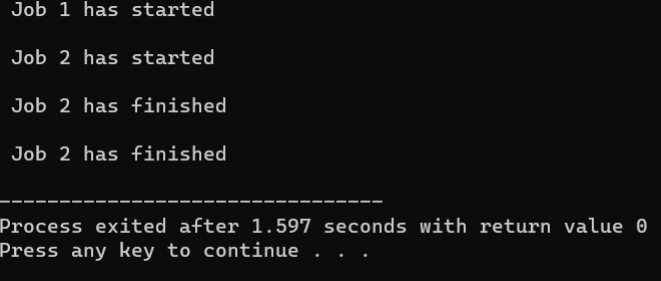 Job 1 has started
Job 2 has started
Job 2 has finished
Job 2 has finished
--------------------------------
Process exited after 1.597 seconds with return value 0
Press any key to continue . . .